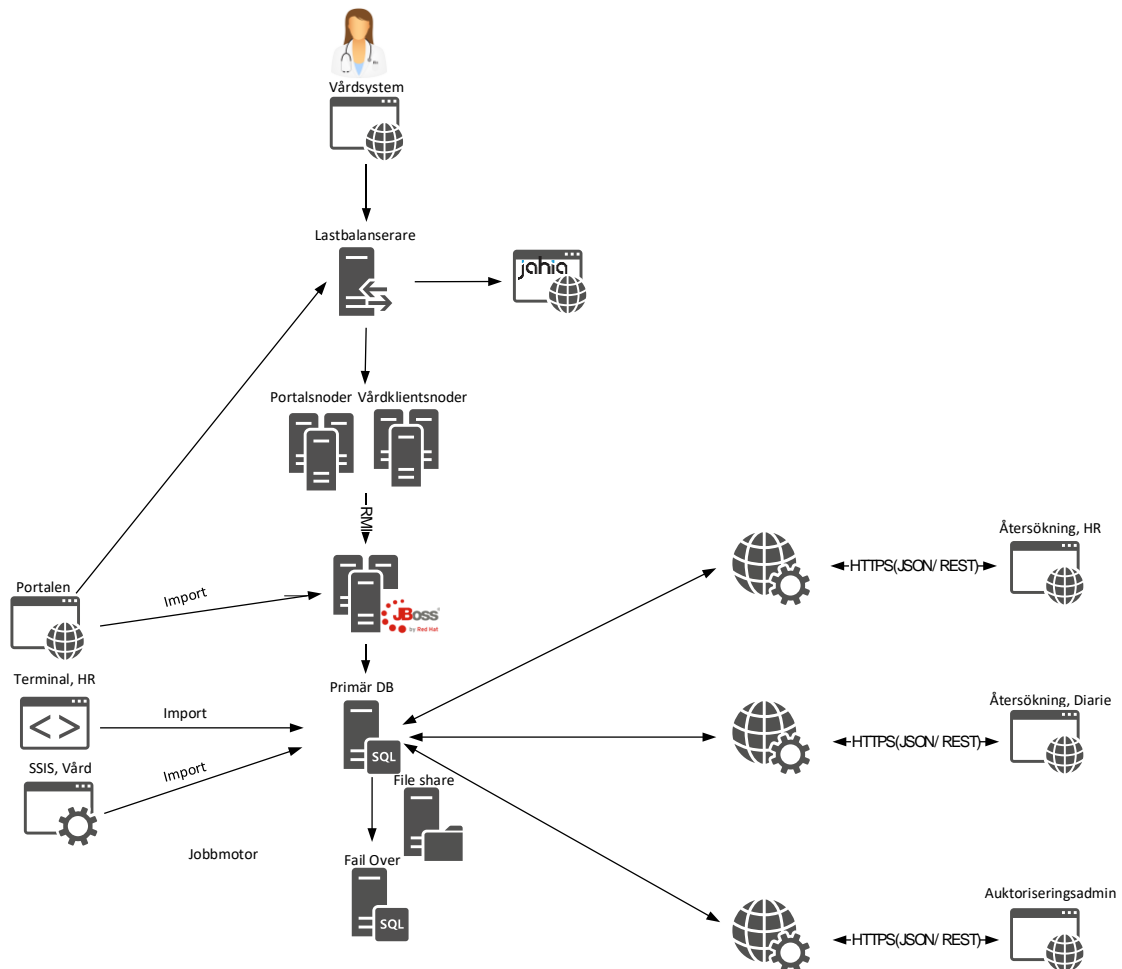 Vårdsystem
Lastbalanserare
jahia
Portalsnoder Vårdklientsnoder
RMI
Återsökning, HR
HTTPS(JSON/ REST)
Portalen
Import
JBoss
by Red Hat
Terminal, HR
Primär DB
Återsökning, Diarie
Import
<>
SQL
HTTPS(JSON/ REST)
SSIS, Vård
Import
File share
Jobbmotor
Fail Over
SQL
Auktoriseringsadmin
HTTPS(JSON/ REST)